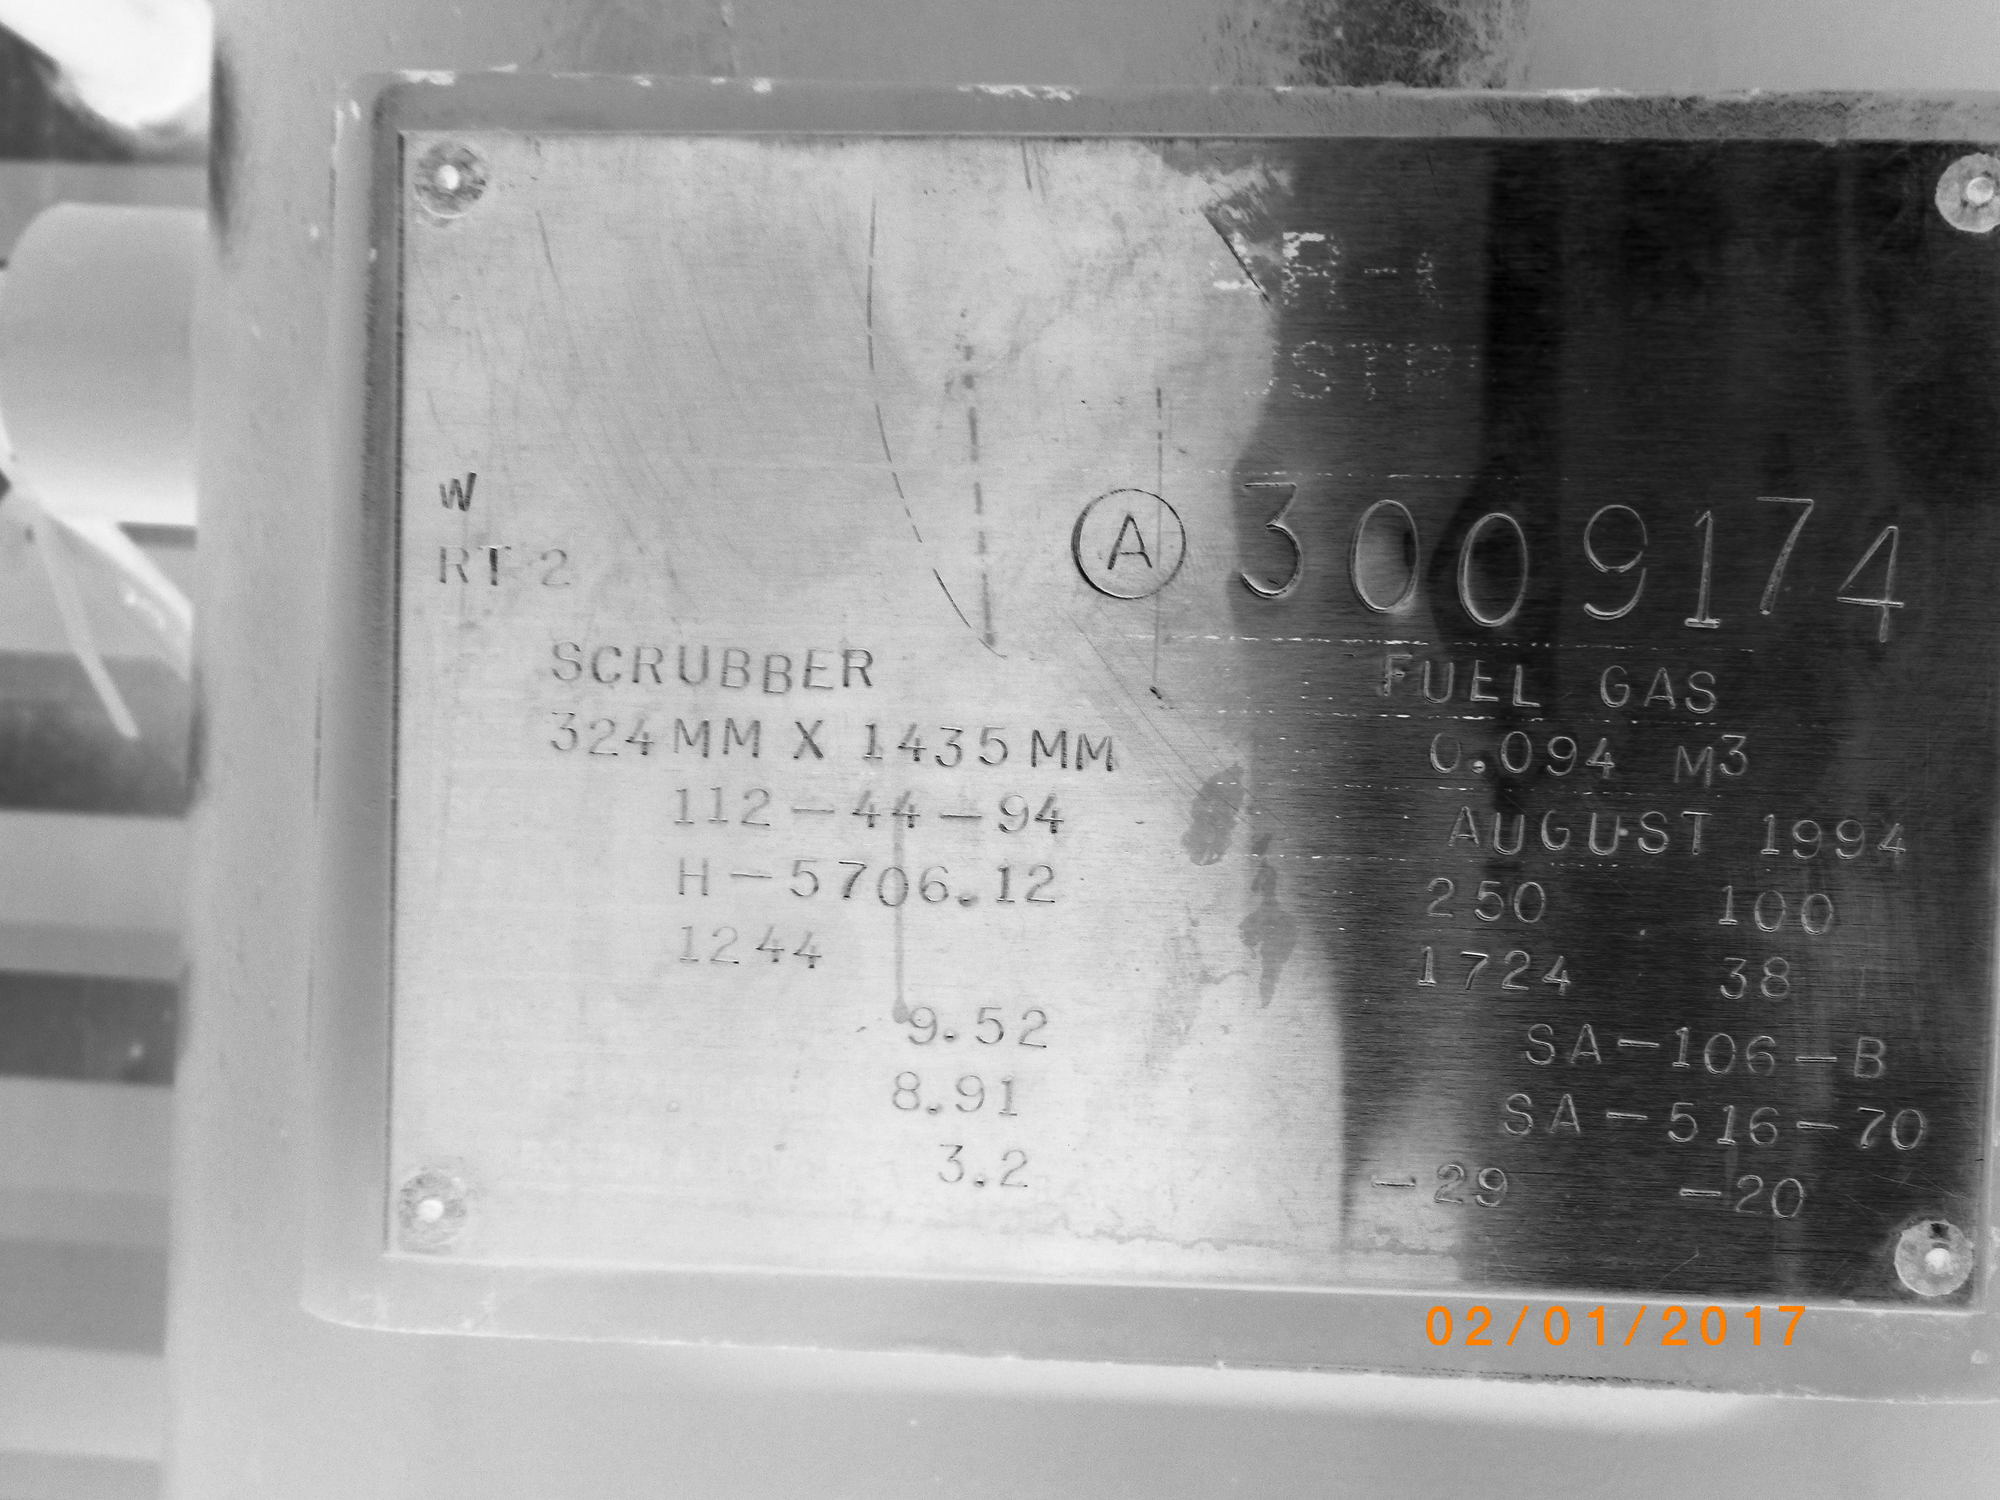 W
RT 2
A 3009174
SCRUBBER FUEL GAS
324MM X 1435MM 0.094 M3
112-44-94 AUGUST 1994
H-5706.12 250 100
1244 1724 38
9.52 SA-106-B
8.91 SA-516-70
3.2 -29 -20
02/01/2017